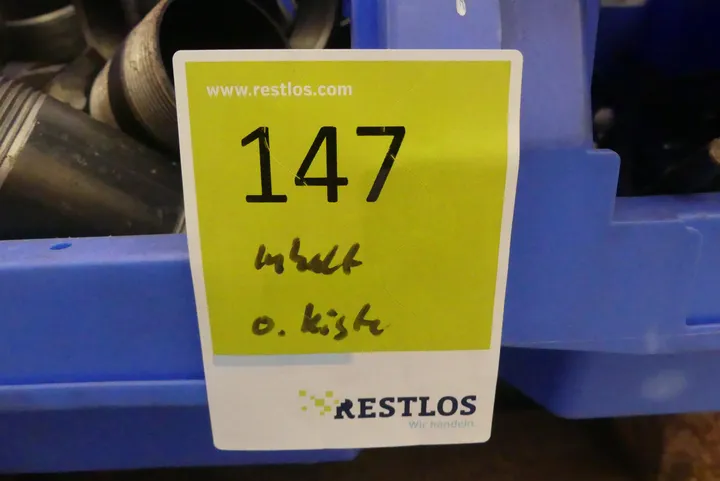 www.restlos.com
147
Inhalt
o. Kiste
RESTLOS
Wir handeln.